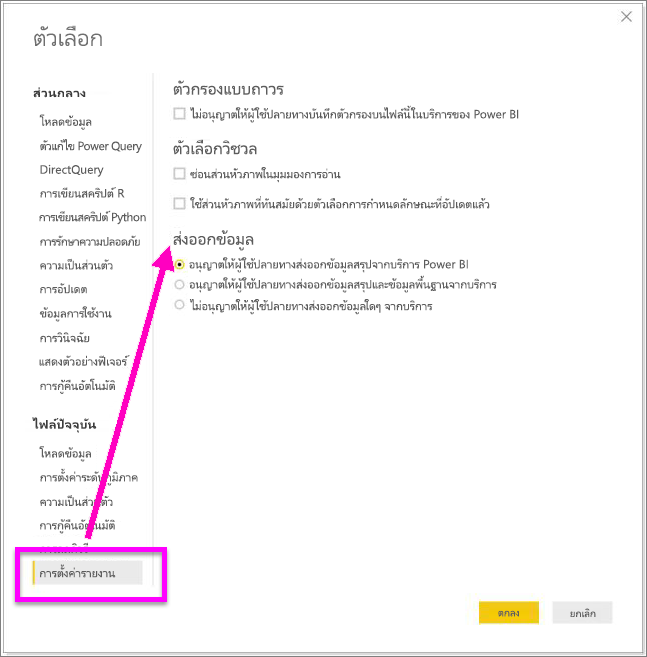 ตัวเลือก
ส่วนกลาง
โหลดข้อมูล
ตัวแก้ไข Power Query
DirectQuery
การเขียนสคริปต์ R
การเขียนสคริปต์ Python
การรักษาความปลอดภัย
ความเป็นส่วนตัว
การอัปเดต
ข้อมูลการใช้งาน
การวินิจฉัย
แสดงตัวอย่างฟีเจอร์
การกู้คืนอัตโนมัติ
ไฟล์ปัจจุบัน
โหลดข้อมูล
การตั้งค่าระดับภูมิภาค
ความเป็นส่วนตัว
การกู้คืนอัตโนมัติ
การตั้งค่ารายงาน
ตัวกรองแบบถาวร
ไม่อนุญาตให้ผู้ใช้ปลายทางบันทึกตัวกรองบนไฟล์นี้ในบริการของ Power BI
ตัวเลือกวิชวล
ซ่อนส่วนหัวภาพในมุมมองการอ่าน
ใช้ส่วนหัวภาพที่ทันสมัยด้วยตัวเลือกการกำหนดลักษณะที่อัปเดตแล้ว
ส่งออกข้อมูล
อนุญาตให้ผู้ใช้ปลายทางส่งออกข้อมูลสรุปจากบริการ Power BI
อนุญาตให้ผู้ใช้ปลายทางส่งออกข้อมูลสรุปและข้อมูลพื้นฐานจากบริการ
ไม่อนุญาตให้ผู้ใช้ปลายทางส่งออกข้อมูลใดๆ จากบริการ
ตกลง
ยกเลิก